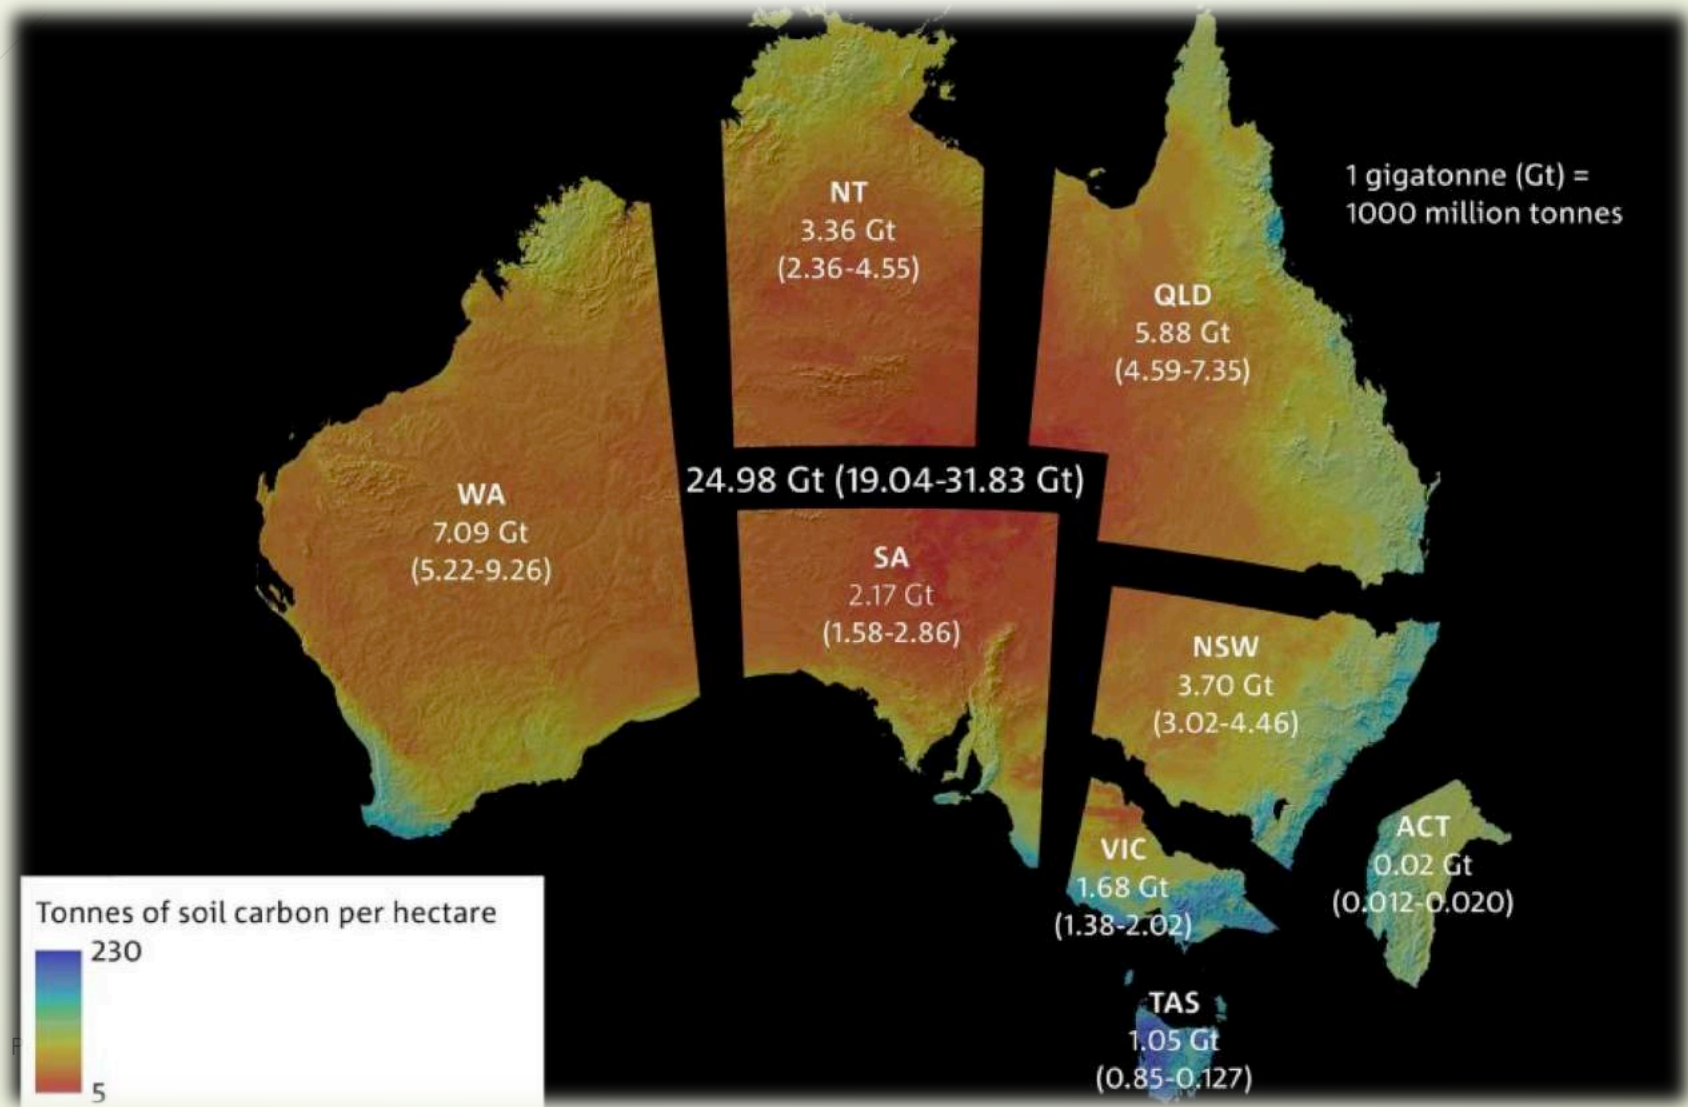 NT
3.36 Gt
(2.36-4.55)
1 gigatonne (Gt) =
1000 million tonnes
QLD
5.88 Gt
(4.59-7.35)
24.98 Gt (19.04-31.83 Gt)
WA
7.09 Gt
(5.22-9.26)
SA
2.17 Gt
(1.58-2.86)
NSW
3.70 Gt
(3.02-4.46)
VIC
1.68 Gt
(1.38-2.02)
ACT
0.02 Gt
(0.012-0.020)
TAS
1.05 Gt
(0.85-0.127)
Tonnes of soil carbon per hectare
230
5